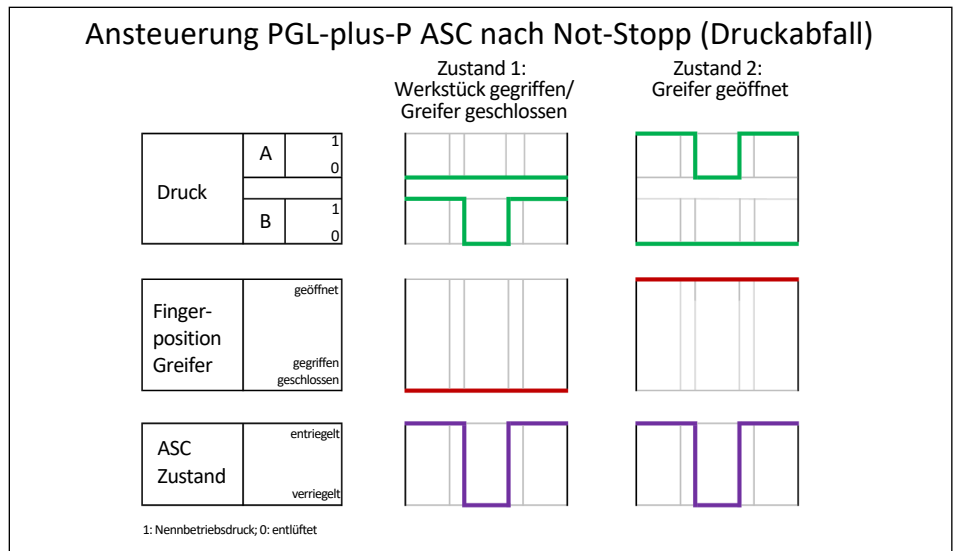 Ansteuerung PGL-plus-P ASC nach Not-Stopp (Druckabfall)
Zustand 1:
Werkstück gegriffen/
Greifer geschlossen
Zustand 2:
Greifer geöffnet
Druck
A
1
0
B
1
0
Finger-
position
Greifer
geöffnet
gegriffen
geschlossen
ASC
Zustand
entriegelt
verriegelt
1: Nennbetriebsdruck; 0: entlüftet